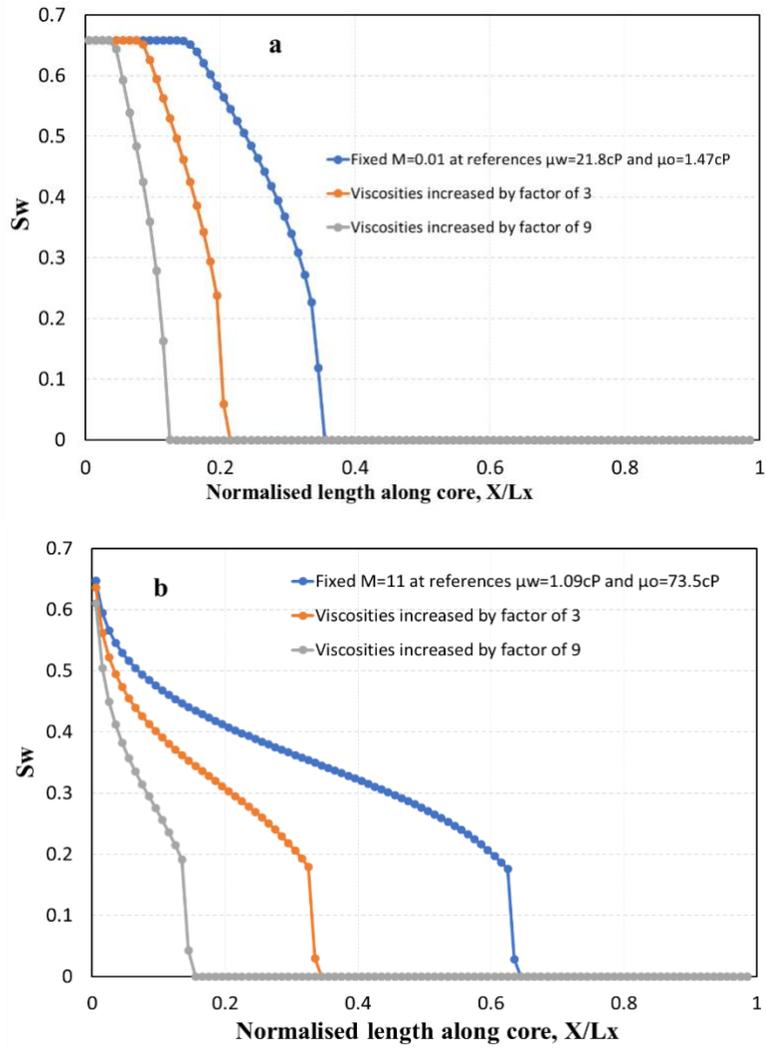 0.7
a
0.6
0.5
Fixed M=0.01 at references µw=21.8cP and µo=1.47cP
0.4
Viscosities increased by factor of 3
Sw
0.3
Viscosities increased by factor of 9
0.2
0.1
0
0 0.2 0.4 0.6 0.8 1
Normalised length along core, X/Lx
0.7
b
Fixed M=11 at references µw=1.09cP and µo=73.5cP
0.6
Viscosities increased by factor of 3
Viscosities increased by factor of 9
0.5
0.4
Sw
0.3
0.2
0.1
0
0 0.2 0.4 0.6 0.8 1
Normalised length along core, X/Lx